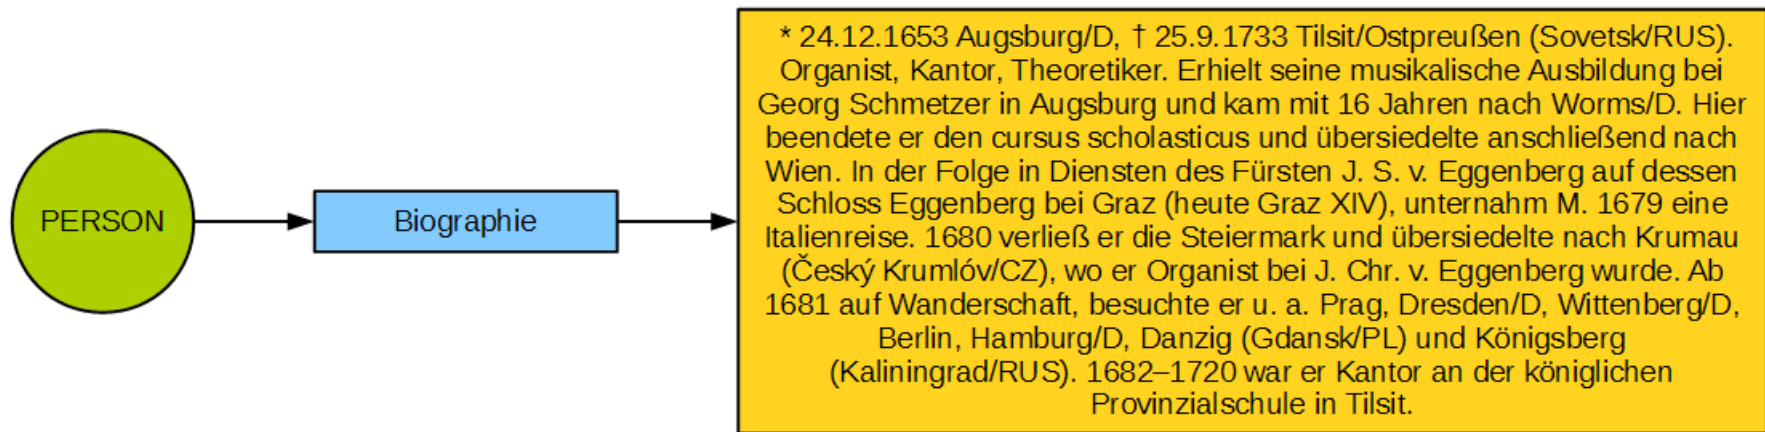 PERSON
Biographie
* 24.12.1653 Augsburg/D, † 25.9.1733 Tilsit/Ostpreußen (Sovetsk/RUS).
Organist, Kantor, Theoretiker. Erhielt seine musikalische Ausbildung bei
Georg Schmetzer in Augsburg und kam mit 16 Jahren nach Worms/D. Hier
beendete er den cursus scholasticus und übersiedelte anschließend nach
Wien. In der Folge in Diensten des Fürsten J. S. v. Eggenberg auf dessen
Schloss Eggenberg bei Graz (heute Graz XIV), unternahm M. 1679 eine
Italienreise. 1680 verließ er die Steiermark und übersiedelte nach Krumau
(Český Krumlóv/CZ), wo er Organist bei J. Chr. v. Eggenberg wurde. Ab
1681 auf Wanderschaft, besuchte er u. a. Prag, Dresden/D, Wittenberg/D,
Berlin, Hamburg/D, Danzig (Gdansk/PL) und Königsberg
(Kaliningrad/RUS). 1682–1720 war er Kantor an der königlichen
Provinzialschule in Tilsit.